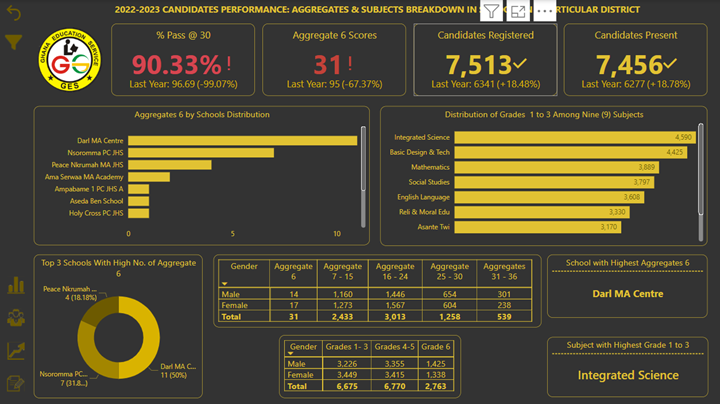 2022-2023 CANDIDATES PERFORMANCE: AGGREGATES & SUBJECTS BREAKDOWN IN S ARTICULAR DISTRICT
GHANA EDUCATION SERVICE
GES
% Pass @ 30
90.33%!
Last Year: 96.69 (-99.07%)
Aggregate 6 Scores
31!
Last Year: 95 (-67.37%)
Candidates Registered
7,513
Last Year: 6341 (+18.48%)
Candidates Present
7,456
Last Year: 6277 (+18.78%)
Aggregates 6 by Schools Distribution
Darl MA Centre
Nsoromma PC JHS
Peace Nkrumah MA JHS
Ama Serwaa MA Academy
Ampabame 1 PC JHS A
Aseda Ben School
Holy Cross PC JHS
0 5 10
Distribution of Grades 1 to 3 Among Nine (9) Subjects
Integrated Science 4,590
Basic Design & Tech 4,425
Mathematics 3,889
Social Studies 3,797
English Language 3,608
Reli & Moral Edu 3,330
Asante Twi 3,170
Top 3 Schools With High No. of Aggregate
6
Peace Nkrumah ...
4 (18.18%)
Nsoromma PC...
7 (31.8...)
Darl MA C...
11 (50%)
Gender Aggregate 6 Aggregate 7 - 15 Aggregate 16 - 24 Aggregate 25 - 30 Aggregates 31 - 36
Male 14 1,160 1,446 654 301
Female 17 1,273 1,567 604 238
Total 31 2,433 3,013 1,258 539
Gender Grades 1- 3 Grades 4-5 Grade 6
Male 3,226 3,355 1,425
Female 3,449 3,415 1,338
Total 6,675 6,770 2,763
School with Highest Aggregates 6
Darl MA Centre
Subject with Highest Grade 1 to 3
Integrated Science